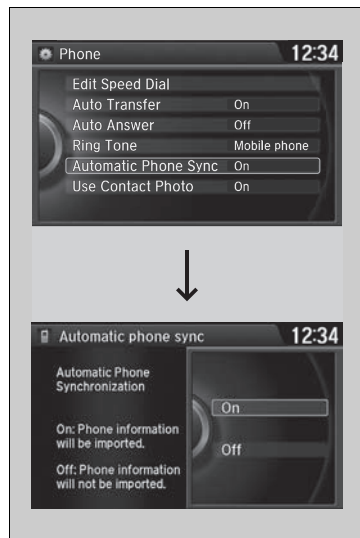 Phone 12:34
Edit Speed Dial
Auto Transfer On
Auto Answer Off
Ring Tone Mobile phone
Automatic Phone Sync On
Use Contact Photo On
Automatic phone sync 12:34
Automatic Phone
Synchronization
On: Phone information
will be imported.
Off: Phone information
will not be imported.
On
Off